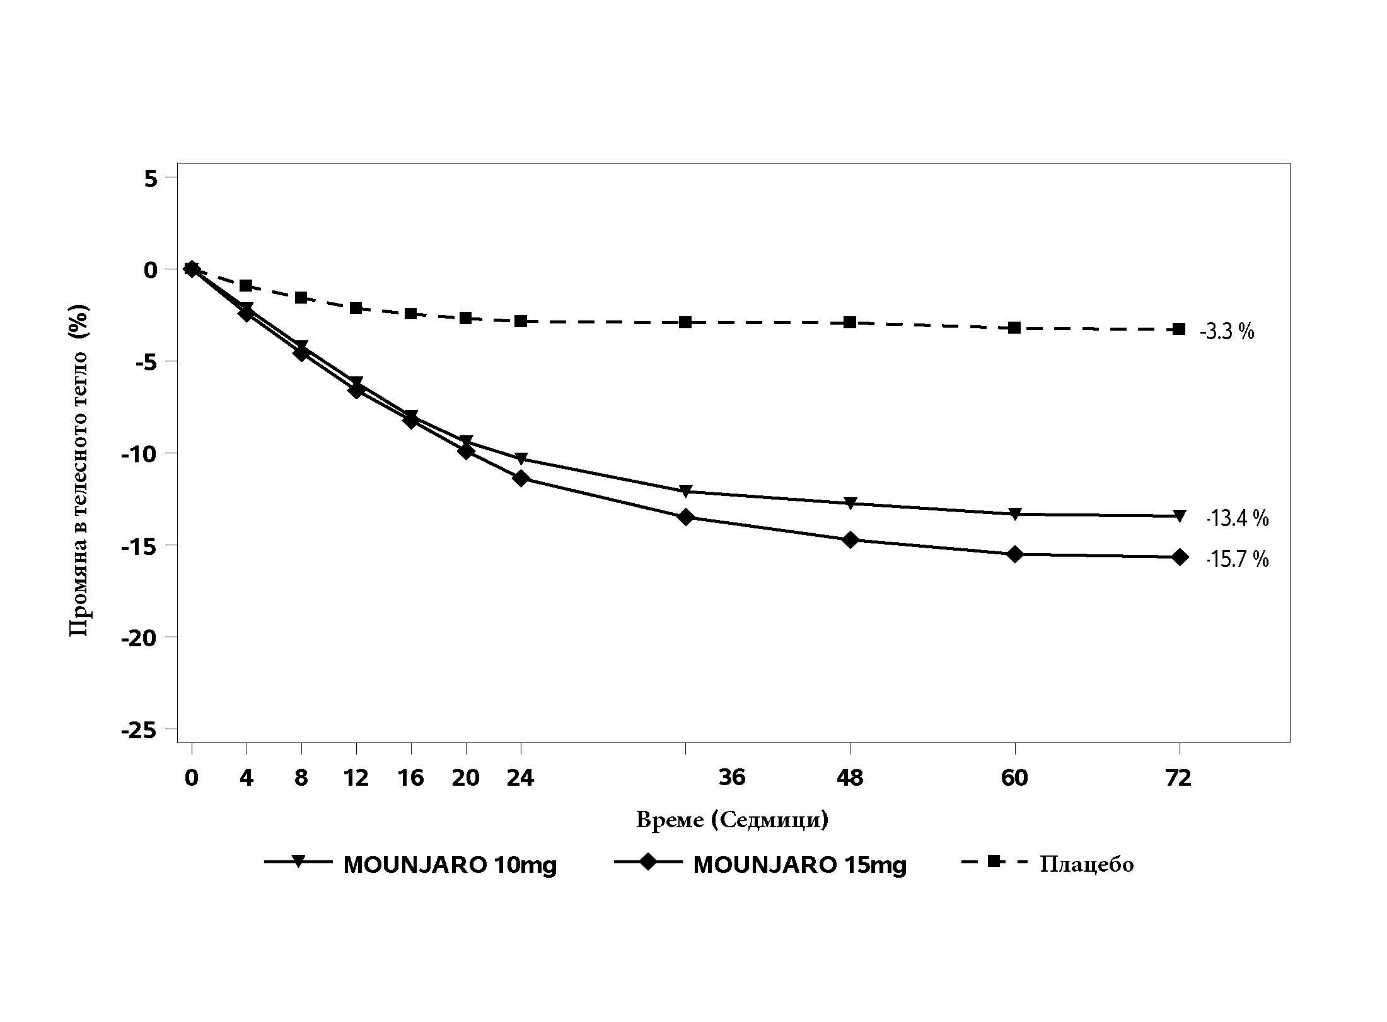 5
0
-5
-10
-15
-20
-25
Промяна в телесното тегло (%)
-3.3 %
-13.4 %
-15.7 %
0 4 8 12 16 20 24 36 48 60 72
Време (Седмици)
MOUNJARO 10mg MOUNJARO 15mg Плацебо